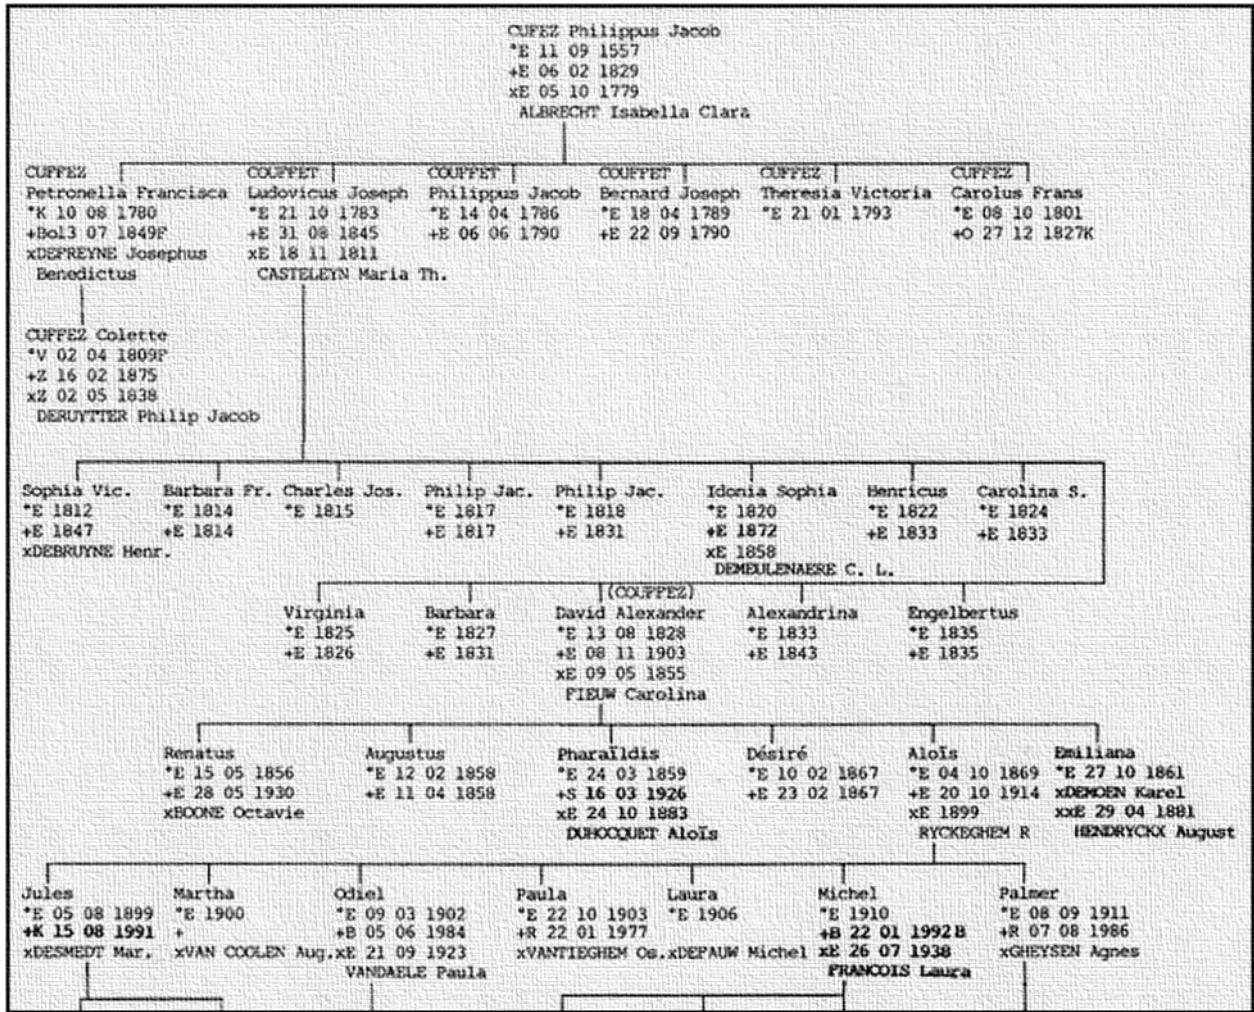 CUFEZ Philippus Jacob
*E 11 09 1557
+E 06 02 1829
xE 05 10 1779
ALBRECHT Isabella Clara
CUFFEZ
Petronella Francisca
*K 10 08 1780
+Bo13 07 1849F
xDEFREYNE Josephus
Benedictus
COUFFET
Ludovicus Joseph
*E 21 10 1783
+E 31 08 1845
xE 18 11 1811
CASTELEYN Maria Th.
COUFFET
Philippus Jacob
*E 14 04 1786
+E 06 06 1790
COUFFET
Bernard Joseph
*E 18 04 1789
+E 22 09 1790
CUFFEZ
Theresia Victoria
*E 21 01 1793
CUFFEZ
Carolus Frans
*E 08 10 1801
+O 27 12 1827K
CUFFEZ Colette
*V 02 04 1809F
+Z 16 02 1875
xZ 02 05 1838
DERUYTTER Philip Jacob
Sophia Vic.
*E 1812
+E 1847
xDEBRUYNE Henr.
Barbara Fr.
*E 1814
+E 1814
Charles Jos.
*E 1815
Philip Jac.
*E 1817
+E 1817
Philip Jac.
*E 1818
+E 1831
Idonia Sophia
*E 1820
+E 1872
xE 1858
DEMEULENAERE C. L.
Henricus
*E 1822
+E 1833
Carolina S.
*E 1824
+E 1833
Virginia
*E 1825
+E 1826
Barbara
*E 1827
+E 1831
(COUFFEZ)
David Alexander
*E 13 08 1828
+E 08 11 1903
xE 09 05 1855
FIEUW Carolina
Alexandrina
*E 1833
+E 1843
Engelbertus
*E 1835
+E 1835
Renatus
*E 15 05 1856
+E 28 05 1930
xBOONE Octavie
Augustus
*E 12 02 1858
+E 11 04 1858
Pharaïldis
*E 24 03 1859
+S 16 03 1926
xE 24 10 1883
DUHOCQUET Aloïs
Désiré
*E 10 02 1867
+E 23 02 1867
Aloïs
*E 04 10 1869
+E 20 10 1914
xE 1899
RYCKEGHEM R
Emiliana
*E 27 10 1861
xDEMOEN Karel
xxE 29 04 1881
HENDRYCKX August
Jules
*E 05 08 1899
+K 15 08 1991
xDESMEDT Mar.
Martha
*E 1900
+
xVAN COOLEN Aug.
Odiel
*E 09 03 1902
+B 05 06 1984
xE 21 09 1923
VANDAELE Paula
Paula
*E 22 10 1903
+R 22 01 1977
xVANTIEGHEM Os.
Laura
*E 1906
xDEFAUW Michel
Michel
*E 1910
+B 22 01 1992B
xE 26 07 1938
FRANCOIS Laura
Palmer
*E 08 09 1911
+R 07 08 1986
xGHEYSEN Agnes